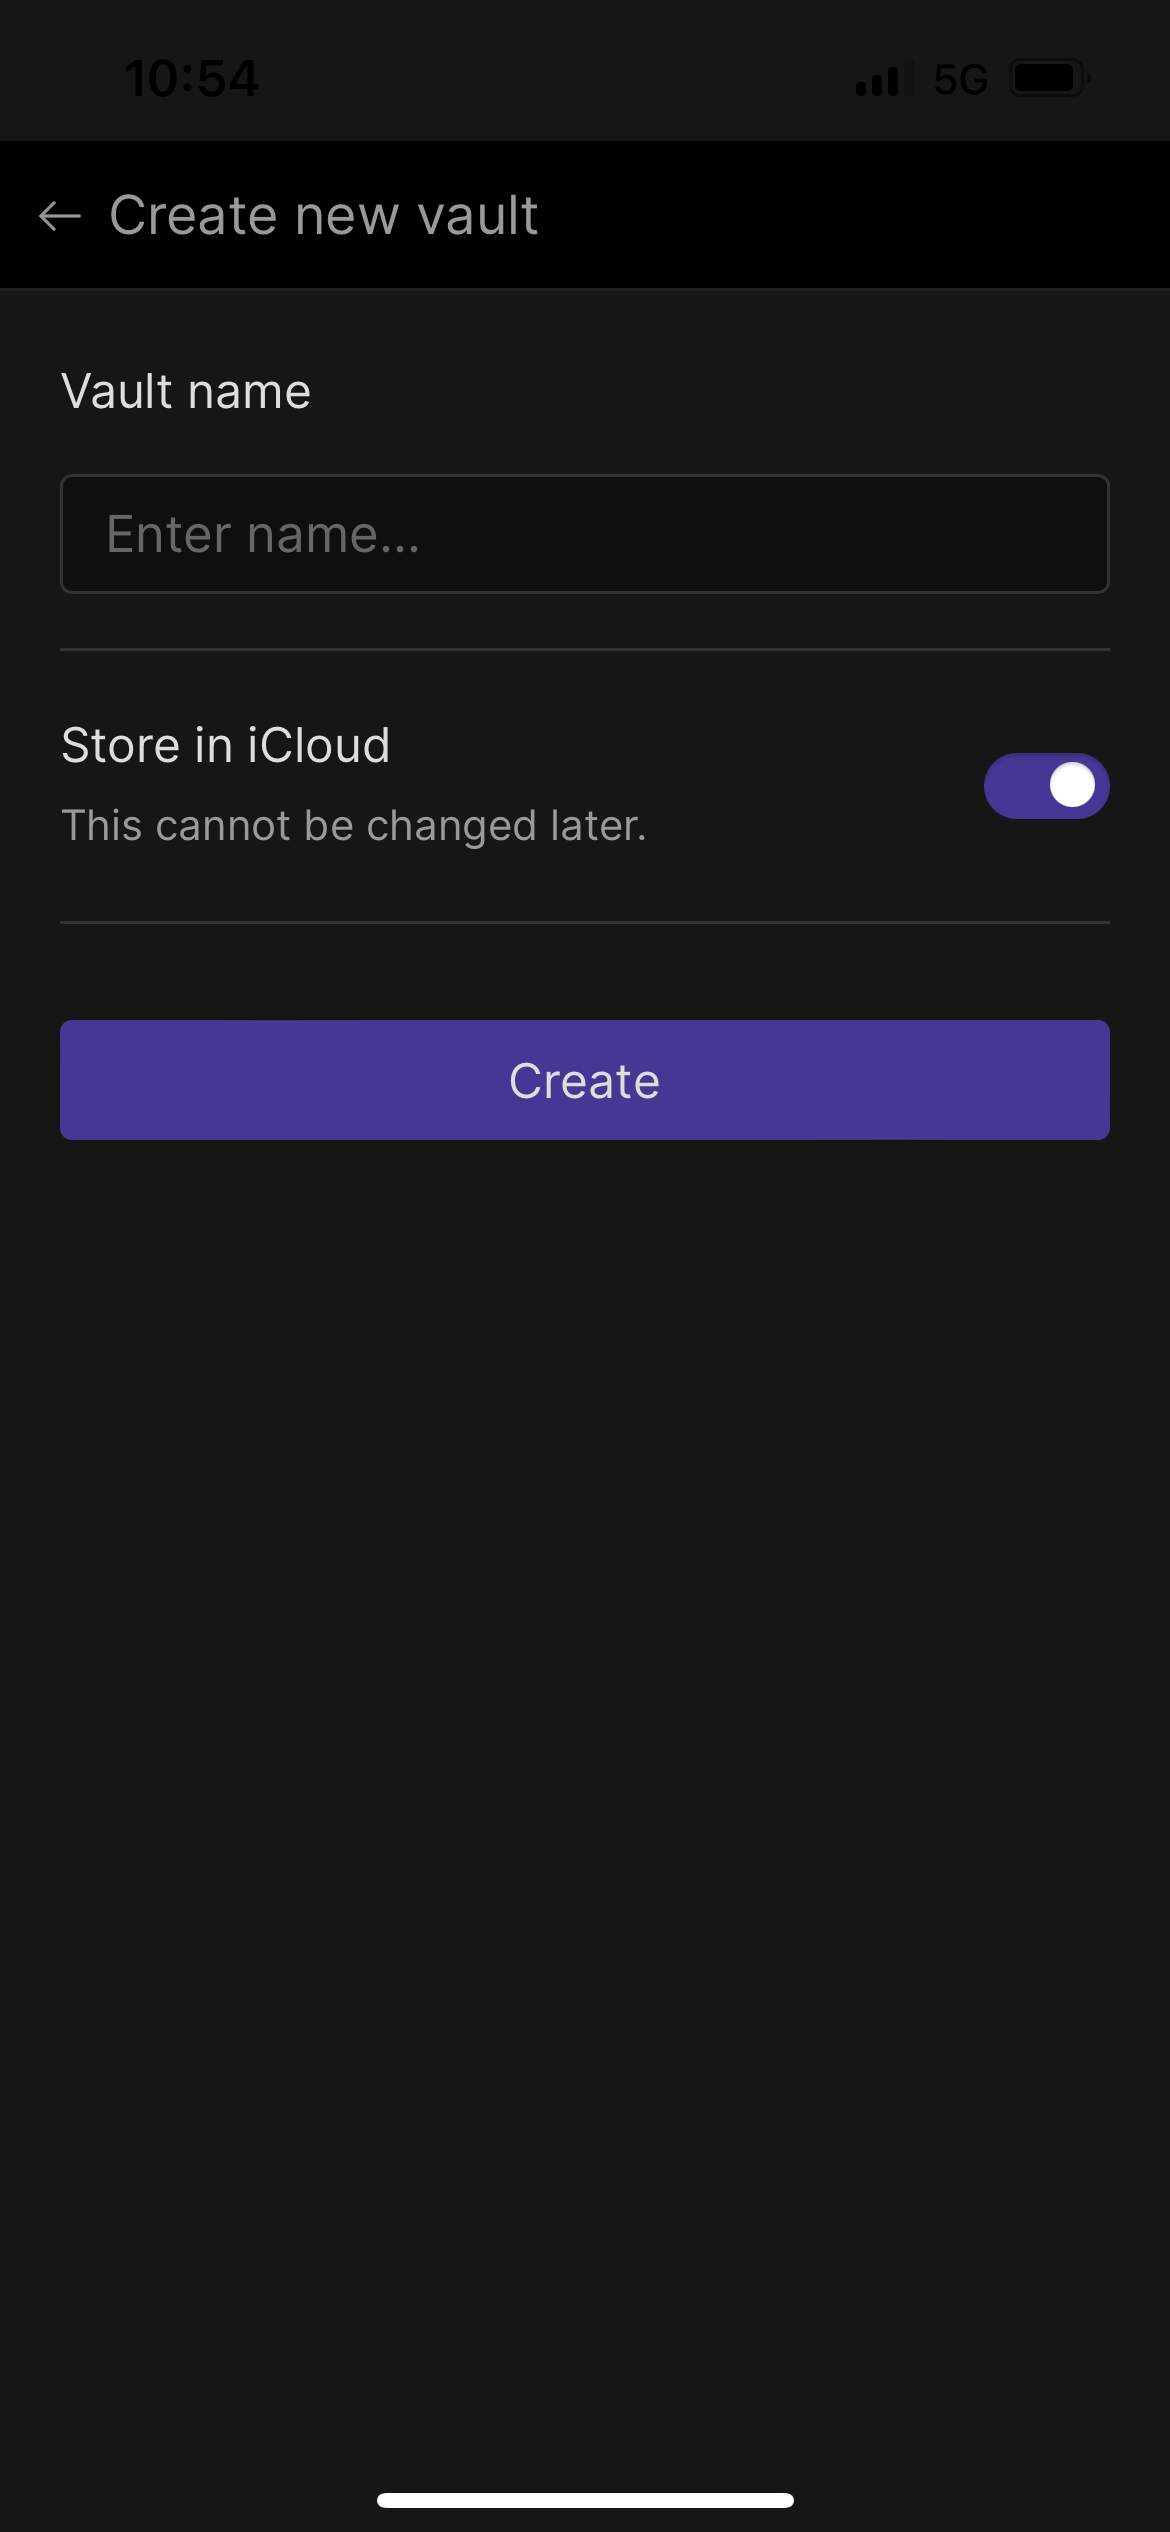 10:54 5G
Create new vault
Vault name
Enter name...
Store in iCloud
This cannot be changed later.
Create